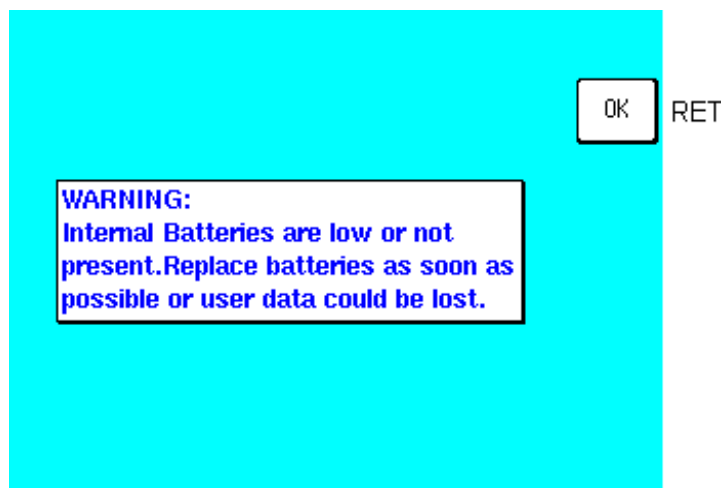 OK RET
WARNING:
Internal Batteries are low or not
present.Replace batteries as soon as
possible or user data could be lost.